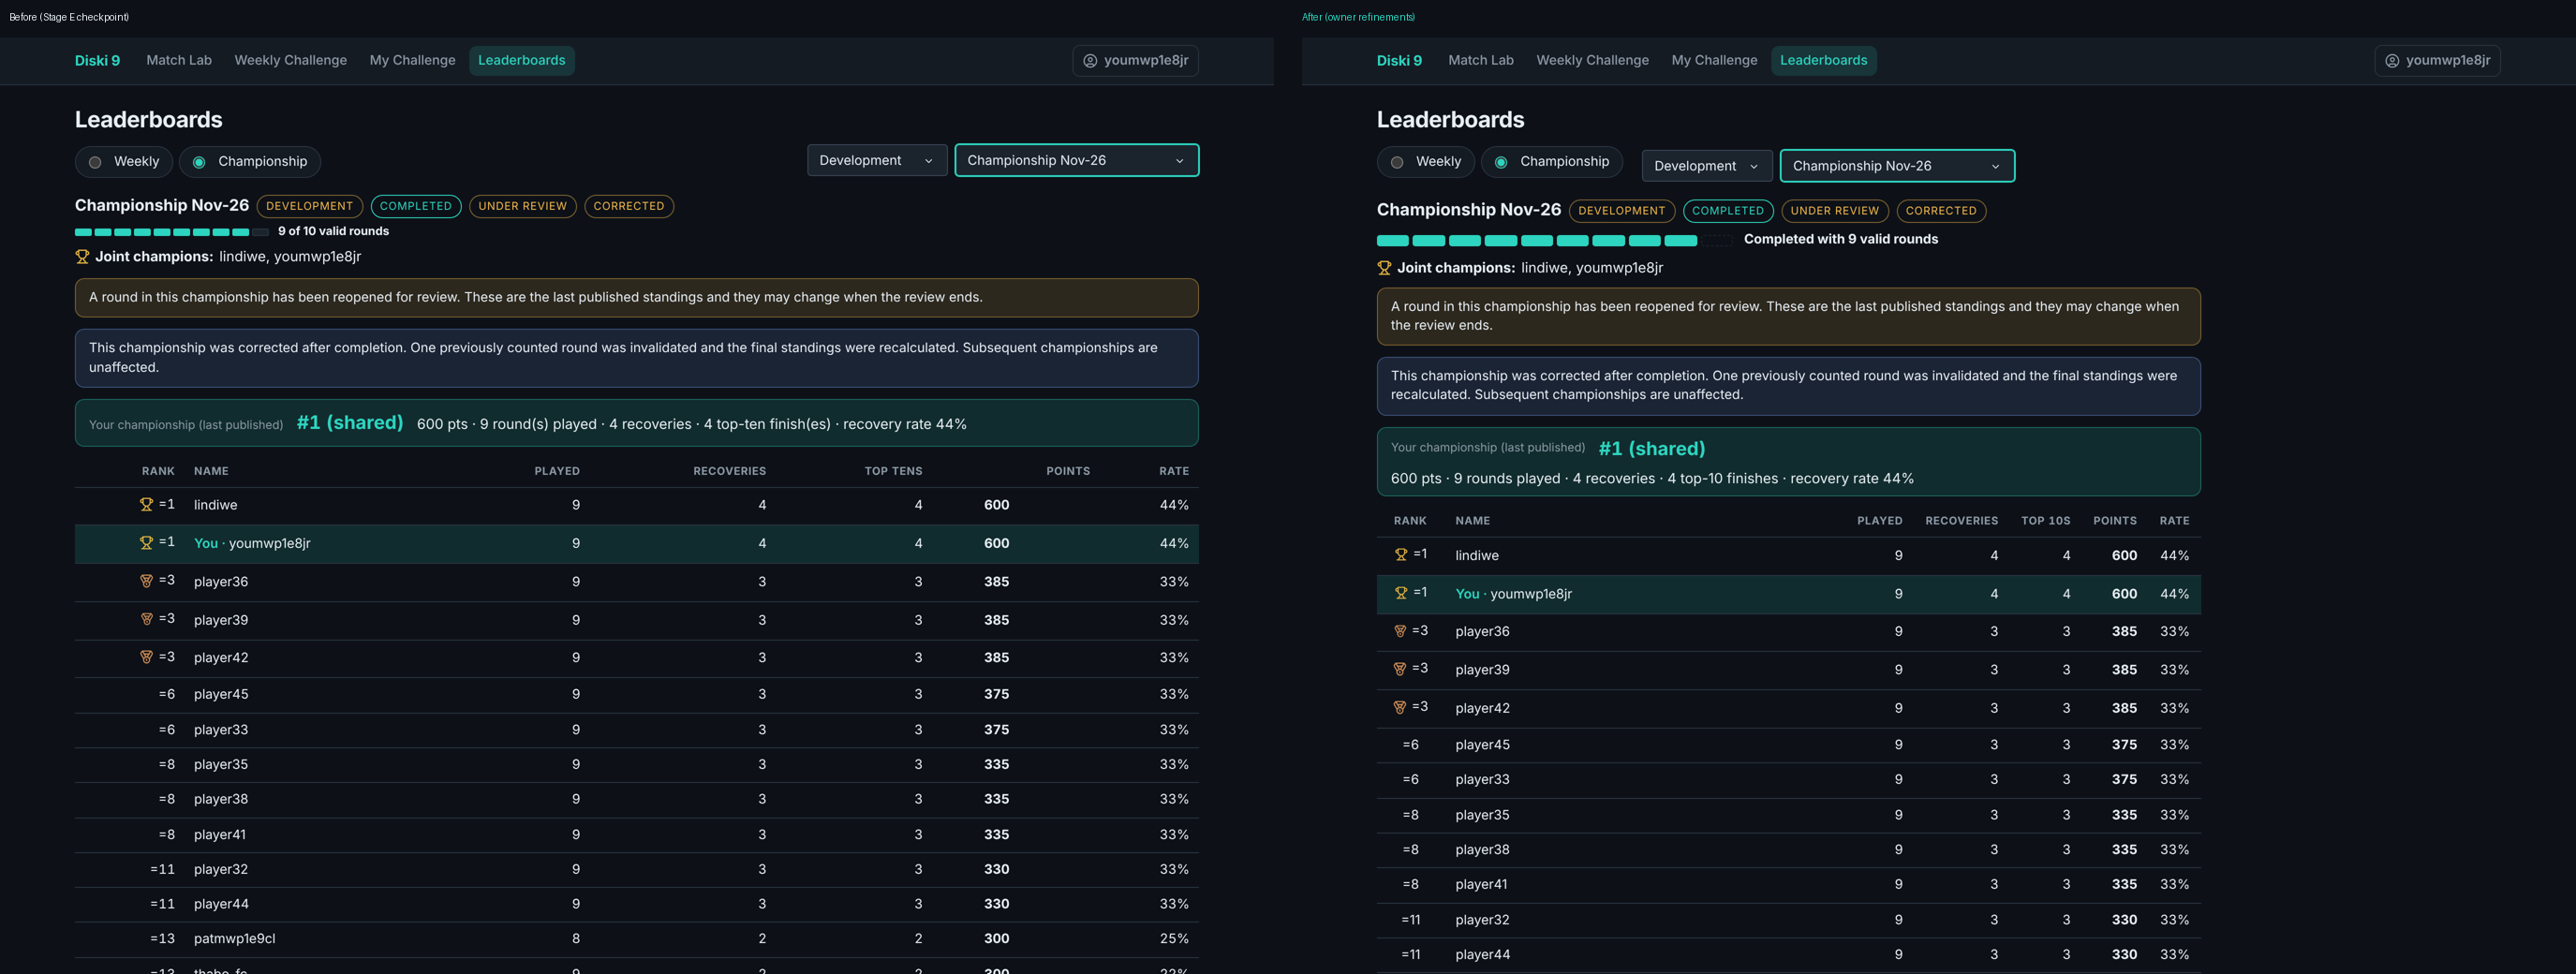 Before (Stage E checkpoint)
Diski 9 Match Lab Weekly Challenge My Challenge Leaderboards youmwp1e8jr
Leaderboards
Weekly Championship Development Championship Nov-26
Championship Nov-26 DEVELOPMENT COMPLETED UNDER REVIEW CORRECTED
9 of 10 valid rounds
Joint champions: lindiwe, youmwp1e8jr
A round in this championship has been reopened for review. These are the last published standings and they may change when the review ends.
This championship was corrected after completion. One previously counted round was invalidated and the final standings were recalculated. Subsequent championships are
unaffected.
Your championship (last published) #1 (shared) 600 pts · 9 round(s) played · 4 recoveries · 4 top-ten finish(es) · recovery rate 44%
RANK NAME PLAYED RECOVERIES TOP TENS POINTS RATE
=1 lindiwe 9 4 4 600 44%
=1 You · youmwp1e8jr 9 4 4 600 44%
=3 player36 9 3 3 385 33%
=3 player39 9 3 3 385 33%
=3 player42 9 3 3 385 33%
=6 player45 9 3 3 375 33%
=6 player33 9 3 3 375 33%
=8 player35 9 3 3 335 33%
=8 player38 9 3 3 335 33%
=8 player41 9 3 3 335 33%
=11 player32 9 3 3 330 33%
=11 player44 9 3 3 330 33%
=13 patmwp1e9cl 8 2 2 300 25%
After (owner refinements)
Diski 9 Match Lab Weekly Challenge My Challenge Leaderboards youmwp1e8jr
Leaderboards
Weekly Championship Development Championship Nov-26
Championship Nov-26 DEVELOPMENT COMPLETED UNDER REVIEW CORRECTED
Completed with 9 valid rounds
Joint champions: lindiwe, youmwp1e8jr
A round in this championship has been reopened for review. These are the last published standings and they may change when
the review ends.
This championship was corrected after completion. One previously counted round was invalidated and the final standings were
recalculated. Subsequent championships are unaffected.
Your championship (last published) #1 (shared)
600 pts · 9 rounds played · 4 recoveries · 4 top-10 finishes · recovery rate 44%
RANK NAME PLAYED RECOVERIES TOP 10S POINTS RATE
=1 lindiwe 9 4 4 600 44%
=1 You · youmwp1e8jr 9 4 4 600 44%
=3 player36 9 3 3 385 33%
=3 player39 9 3 3 385 33%
=3 player42 9 3 3 385 33%
=6 player45 9 3 3 375 33%
=6 player33 9 3 3 375 33%
=8 player35 9 3 3 335 33%
=8 player38 9 3 3 335 33%
=8 player41 9 3 3 335 33%
=11 player32 9 3 3 330 33%
=11 player44 9 3 3 330 33%